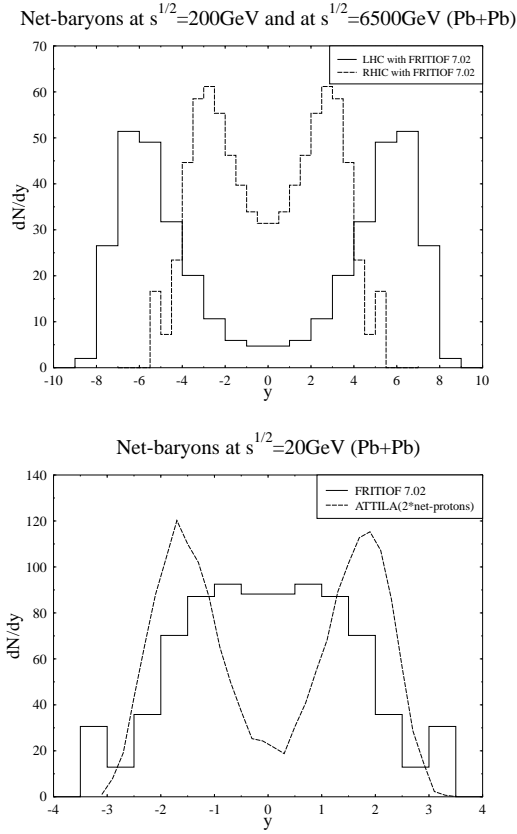 Net-baryons at s^1/2=200GeV and at s^1/2=6500GeV (Pb+Pb)
70
60
50
40
30
20
10
0
dN/dy
LHC with FRITIOF 7.02
RHIC with FRITIOF 7.02
-10 -8 -6 -4 -2 0 2 4 6 8 10
y
Net-baryons at s^1/2=20GeV (Pb+Pb)
140
120
100
80
60
40
20
0
dN/dy
FRITIOF 7.02
ATTILA(2*net-protons)
-4 -3 -2 -1 0 1 2 3 4
y